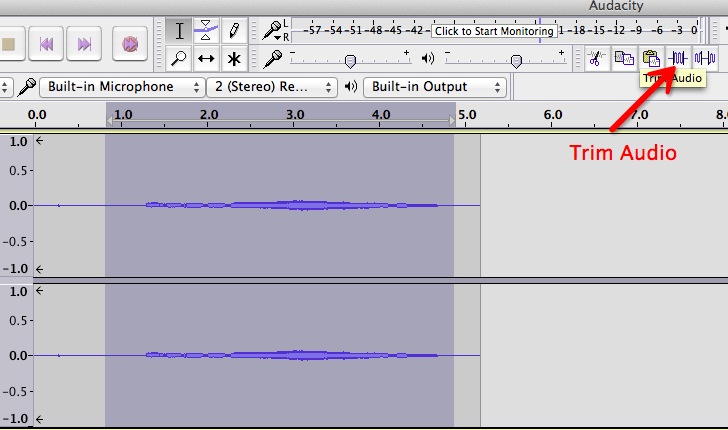 Audacity
L
R
-57 -54 -51 -48 -45 -42 Click to Start Monitoring -18 -15 -12 -9 -6 -3 0
Trim Audio
Built-in Microphone 2 (Stereo) Re... Built-in Output
0.0 1.0 2.0 3.0 4.0 5.0 6.0 7.0 8.0
Trim Audio
1.0
0.5
0.0
-0.5
-1.0
1.0
0.5
0.0
-0.5
-1.0